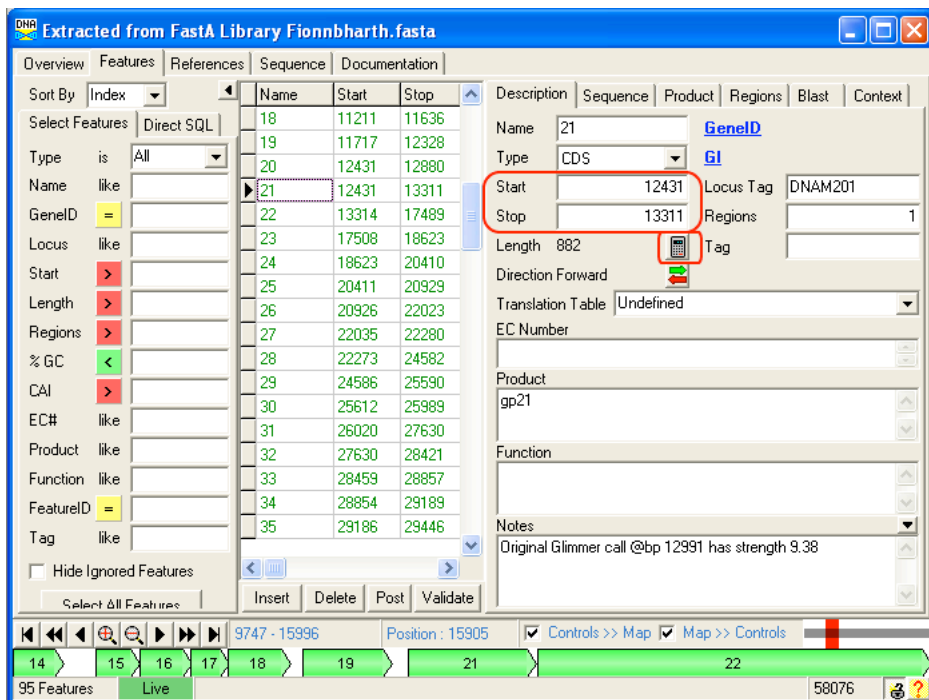 DNA Extracted from FastA Library Fionnbharth.fasta
Overview Features References Sequence Documentation
Sort By Index
Select Features Direct SQL
Type is All
Name like
GeneID =
Locus like
Start >
Length >
Regions >
% GC <
CAI >
EC# like
Product like
Function like
FeatureID =
Tag like
Hide Ignored Features
Select All Features
Name Start Stop
18 11211 11636
19 11717 12328
20 12431 12880
21 12431 13311
22 13314 17489
23 17508 18623
24 18623 20410
25 20411 20929
26 20926 22023
27 22035 22280
28 22273 24582
29 24586 25590
30 25612 25989
31 26020 27630
32 27630 28421
33 28459 28857
34 28854 29189
35 29186 29446
Insert Delete Post Validate
Description Sequence Product Regions Blast Context
Name 21 GeneID
Type CDS GI
Start 12431 Locus Tag DNAM201
Stop 13311 Regions 1
Length 882 Tag
Direction Forward
Translation Table Undefined
EC Number
Product
gp21
Function
Notes
Original Glimmer call @bp 12991 has strength 9.38
9747 - 15996 Position : 15905 Controls >> Map Map >> Controls
14 15 16 17 18 19 21 22
95 Features Live 58076 ?